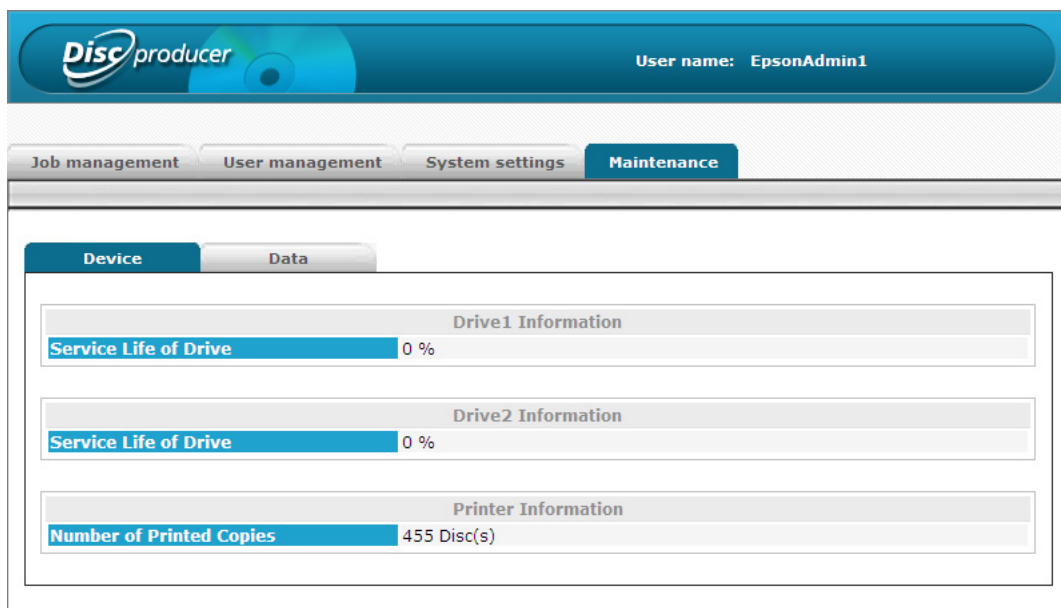 Disc producer
User name: EpsonAdmin1
Job management User management System settings Maintenance
Device Data
Drive1 Information
Service Life of Drive 0 %
Drive2 Information
Service Life of Drive 0 %
Printer Information
Number of Printed Copies 455 Disc(s)